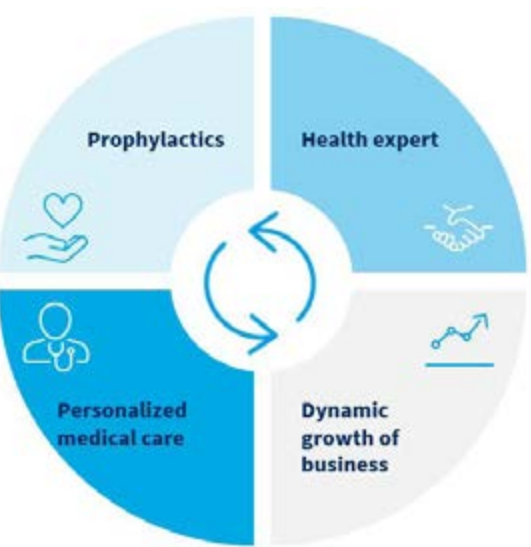 Prophylactics
Health expert
Personalized
medical care
Dynamic
growth of
business